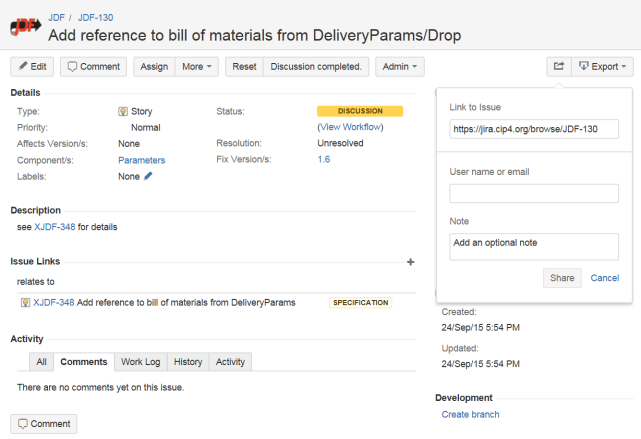 JDF
JDF / JDF-130
Add reference to bill of materials from DeliveryParams/Drop
Edit Comment Assign More Reset Discussion completed. Admin Export
Details
Type: Story Status: DISCUSSION
(View Workflow)
Priority: Normal
Affects Version/s: None Resolution: Unresolved
Component/s: Parameters Fix Version/s: 1.6
Labels: None
Description
see XJDF-348 for details
Issue Links
relates to
XJDF-348 Add reference to bill of materials from DeliveryParams SPECIFICATION
Activity
All Comments Work Log History Activity
There are no comments yet on this issue.
Comment
Link to Issue
https://jira.cip4.org/browse/JDF-130
User name or email
Note
Add an optional note
Share Cancel
Created:
24/Sep/15 5:54 PM
Updated:
24/Sep/15 5:54 PM
Development
Create branch